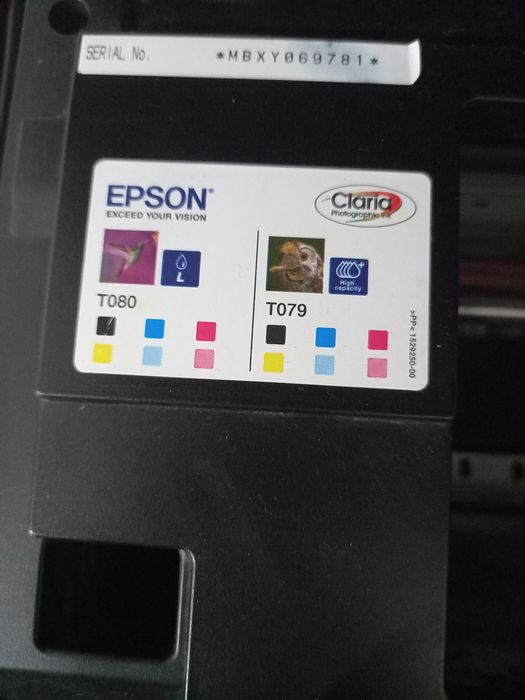 SERIAL No. *MBXY069781*
EPSON®
EXCEED YOUR VISION
Claria
Photographic Ink
L
T080
High
capacity
T079
>PP< 1529250-00